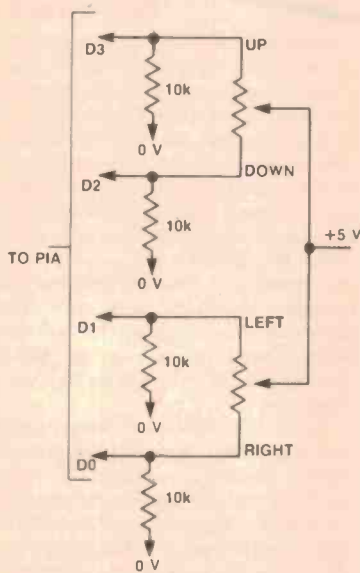 D3
UP
10k
0 V
D2
DOWN
10k
0 V
+5 V
TO PIA
D1
LEFT
10k
0 V
D0
RIGHT
10k
0 V